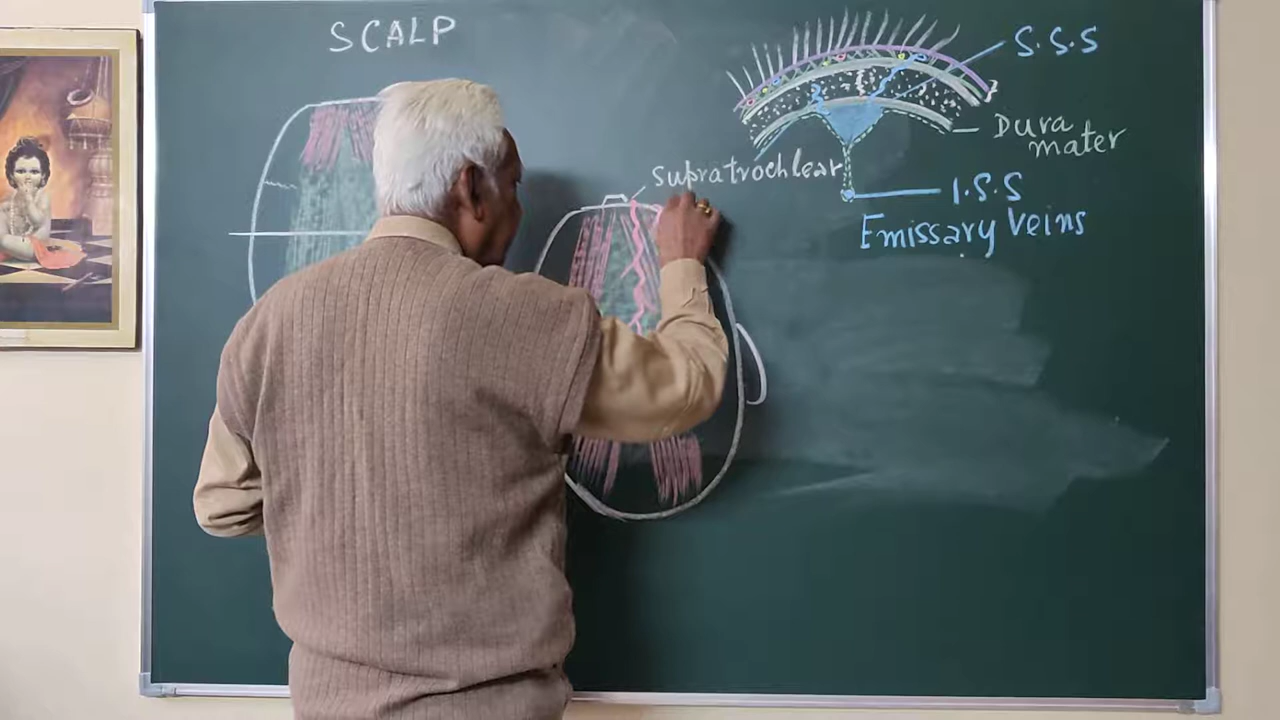 SCALP
S.S.S
Dura
mater
Supratrochlear
I.S.S
Emissary Veins